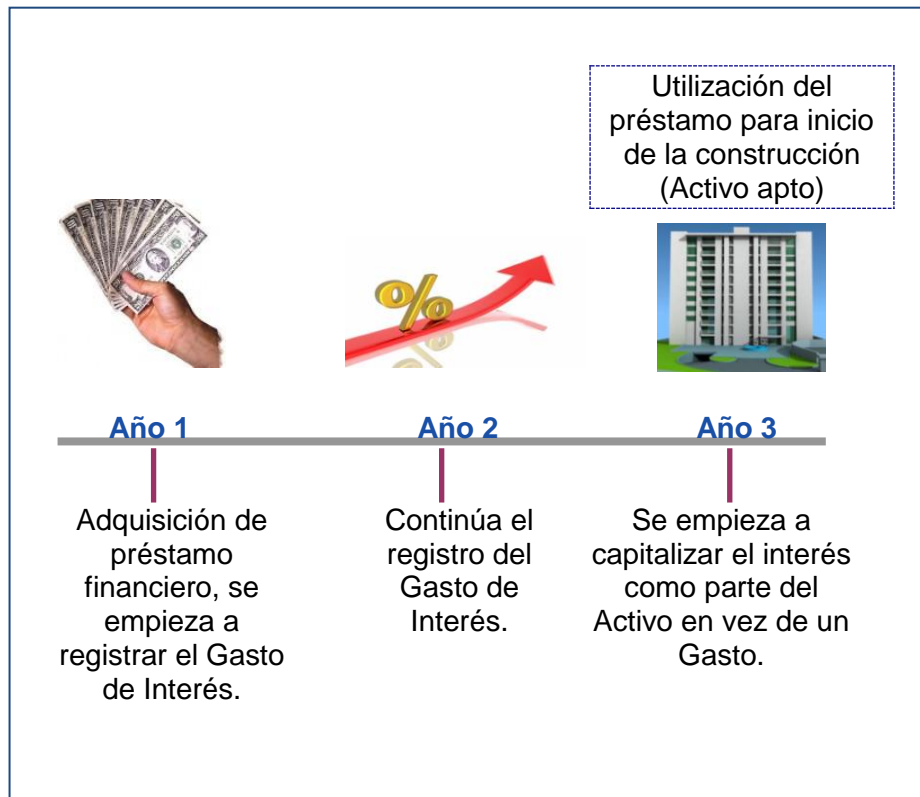 Utilización del
préstamo para inicio
de la construcción
(Activo apto)
%
Año 1
Año 2
Año 3
Adquisición de
préstamo
financiero, se
empieza a
registrar el Gasto
de Interés.
Continúa el
registro del
Gasto de
Interés.
Se empieza a
capitalizar el interés
como parte del
Activo en vez de un
Gasto.